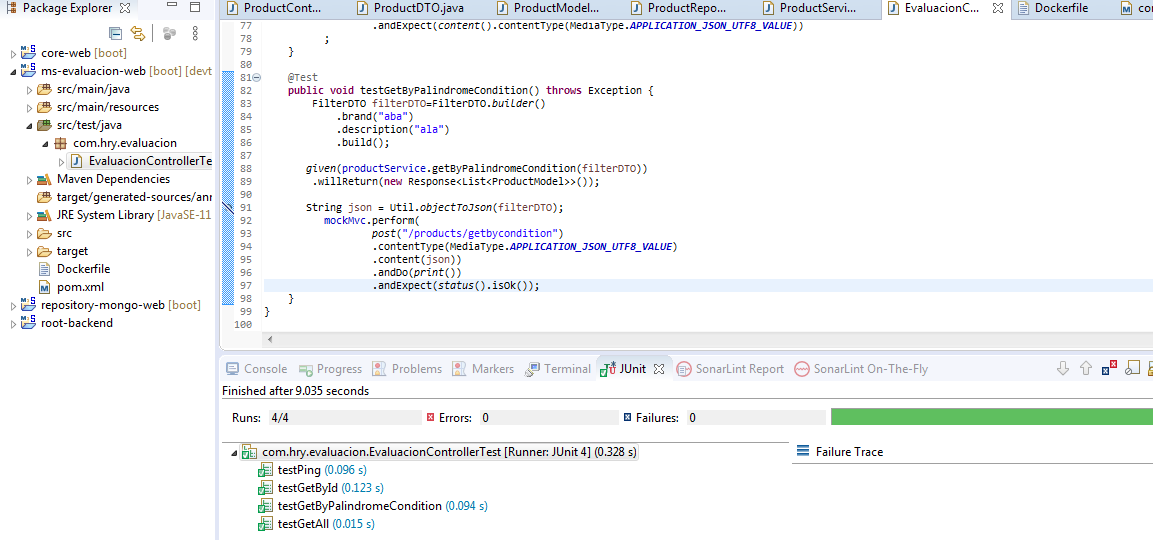 Package Explorer
core-web [boot]
ms-evaluacion-web [boot] [devt
src/main/java
src/main/resources
src/test/java
com.hry.evaluacion
EvaluacionControllerTe
Maven Dependencies
target/generated-sources/anr
JRE System Library [JavaSE-11
src
target
Dockerfile
pom.xml
repository-mongo-web [boot]
root-backend
ProductCont...
ProductDTO.java
ProductModel...
ProductRepo...
ProductServi...
EvaluacionC...
Dockerfile
77 .andExpect(content().contentType(MediaType.APPLICATION_JSON_UTF8_VALUE))
78 ;
79 }
80
81 @Test
82 public void testGetByPalindromeCondition() throws Exception {
83 FilterDTO filterDTO=FilterDTO.builder()
84 .brand("aba")
85 .description("ala")
86 .build();
87
88 given(productService.getByPalindromeCondition(filterDTO))
89 .willReturn(new Response<List<ProductModel>>());
90
91 String json = Util.objectToJson(filterDTO);
92 mockMvc.perform(
93 post("/products/getbycondition")
94 .contentType(MediaType.APPLICATION_JSON_UTF8_VALUE)
95 .content(json))
96 .andDo(print())
97 .andExpect(status().isOk());
98 }
99 }
100
Console
Progress
Problems
Markers
Terminal
JUnit
SonarLint Report
SonarLint On-The-Fly
Finished after 9.035 seconds
Runs: 4/4
Errors: 0
Failures: 0
com.hry.evaluacion.EvaluacionControllerTest [Runner: JUnit 4] (0.328 s)
testPing (0.096 s)
testGetById (0.123 s)
testGetByPalindromeCondition (0.094 s)
testGetAll (0.015 s)
Failure Trace